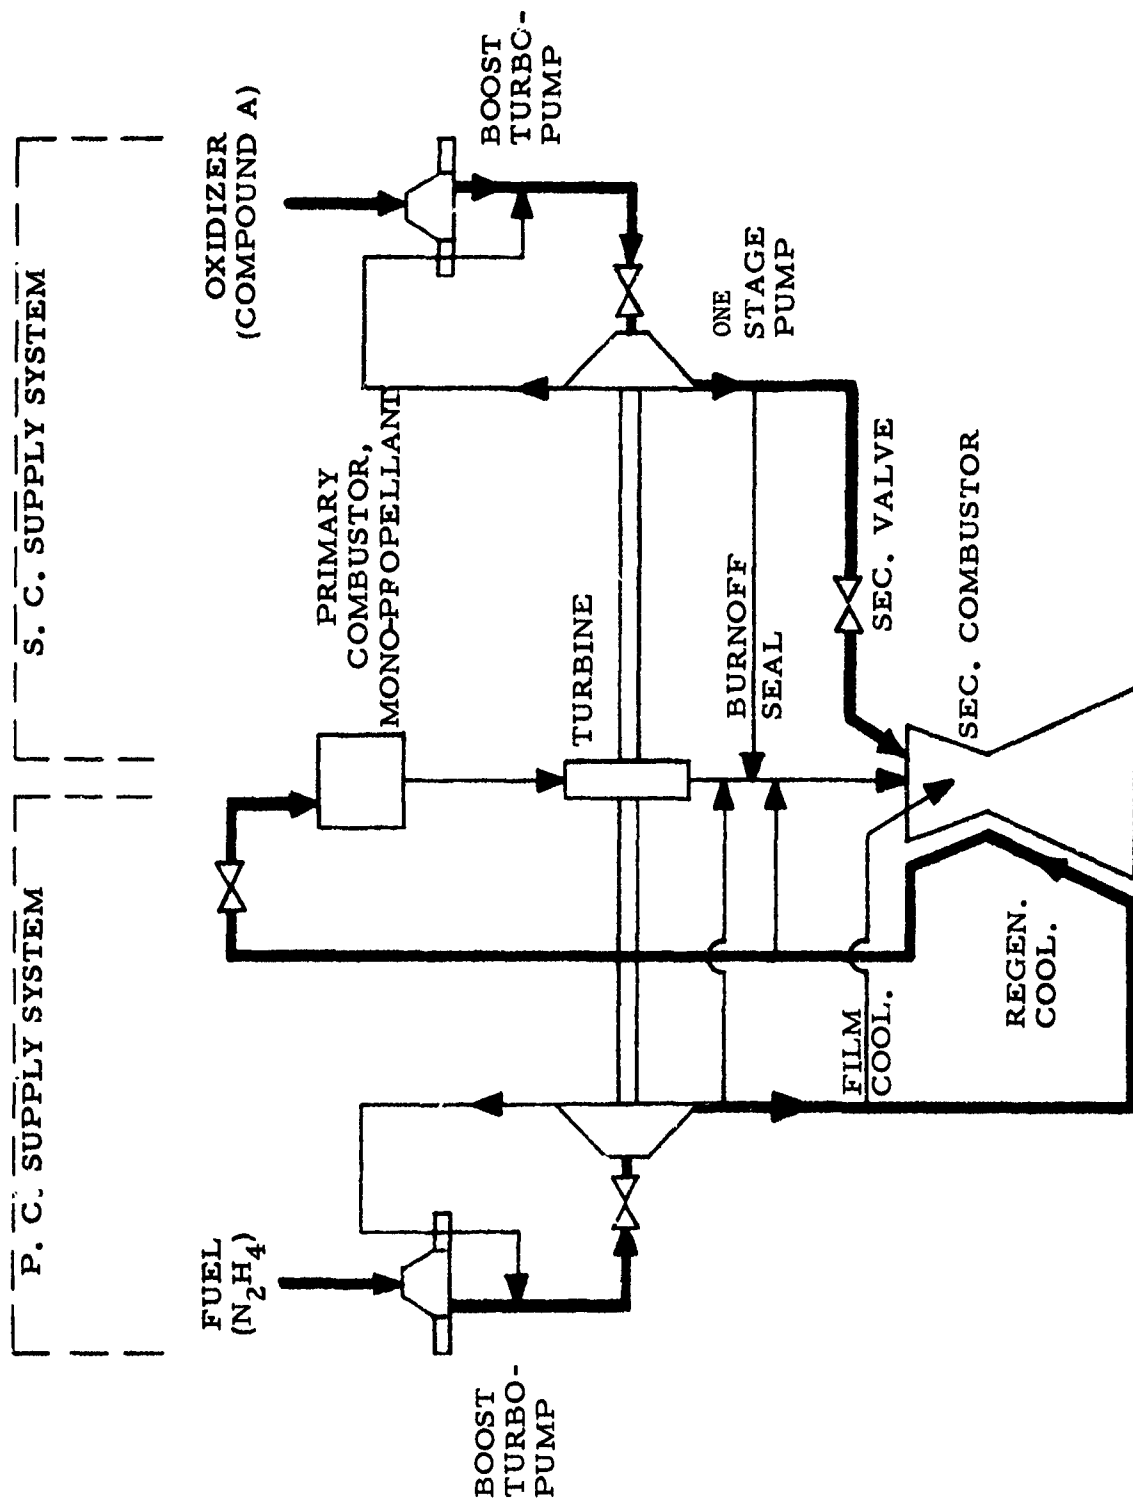 P. C. SUPPLY SYSTEM
S. C. SUPPLY SYSTEM
FUEL
(N₂H₄)
OXIDIZER
(COMPOUND A)
BOOST
TURBO-
PUMP
PRIMARY
COMBUSTOR,
MONO-PROPELLANT
BOOST
TURBO-
PUMP
TURBINE
ONE
STAGE
PUMP
BURNOFF
SEAL
FILM
COOL.
SEC. VALVE
SEC. COMBUSTOR
REGEN.
COOL.